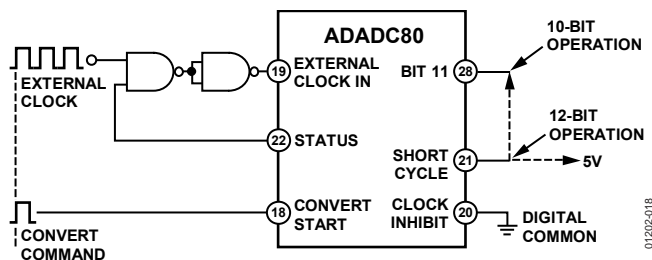 ADADC80
10-BIT
OPERATION
EXTERNAL
CLOCK
19
EXTERNAL
CLOCK IN
BIT 11
28
12-BIT
OPERATION
22
STATUS
SHORT
CYCLE
21
5V
CONVERT
COMMAND
18
CONVERT
START
CLOCK
INHIBIT
20
DIGITAL
COMMON
01202-018